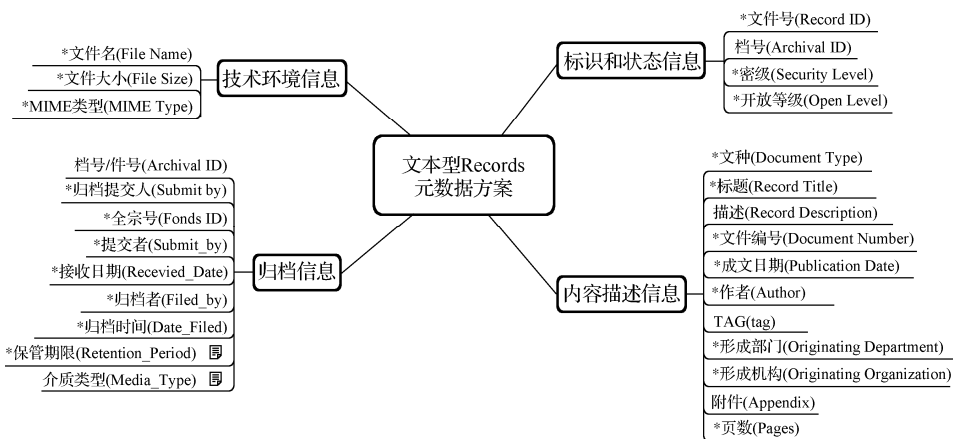 文本型Records
元数据方案
技术环境信息
*文件名(File Name)
*文件大小(File Size)
*MIME类型(MIME Type)
归档信息
档号/件号(Archival ID)
*归档提交人(Submit by)
*全宗号(Fonds ID)
*提交者(Submit_by)
*接收日期(Recevied_Date)
*归档者(Filed_by)
*归档时间(Date_Filed)
*保管期限(Retention_Period)
介质类型(Media_Type)
标识和状态信息
*文件号(Record ID)
档号(Archival ID)
*密级(Security Level)
*开放等级(Open Level)
内容描述信息
*文种(Document Type)
*标题(Record Title)
描述(Record Description)
*文件编号(Document Number)
*成文日期(Publication Date)
*作者(Author)
TAG(tag)
*形成部门(Originating Department)
*形成机构(Originating Organization)
附件(Appendix)
*页数(Pages)